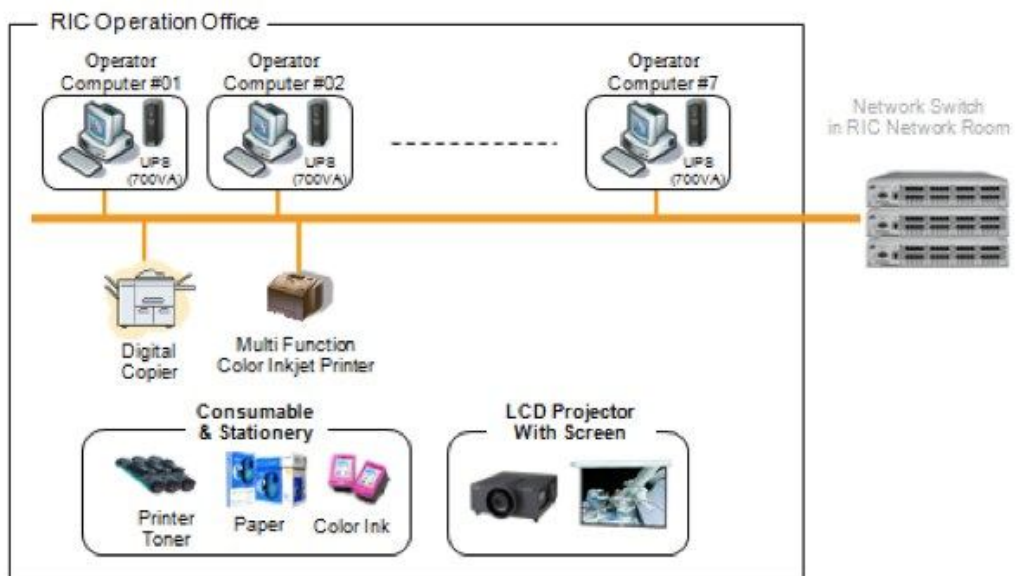 RIC Operation Office
Operator
Computer #01
UPS
(700VA)
Operator
Computer #02
UPS
(700VA)
Operator
Computer #7
UPS
(700VA)
Network Switch
in RIC Network Room
Digital
Copier
Multi Function
Color Inkjet Printer
Consumable
& Stationery
Printer
Toner
Paper
Color Ink
LCD Projector
With Screen